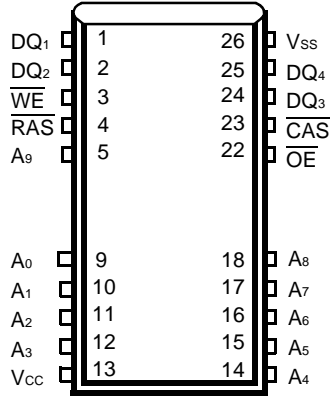 DQ1 1 26 VSS
DQ2 2 25 DQ4
WE 3 24 DQ3
RAS 4 23 CAS
A9 5 22 OE
A0 9 18 A8
A1 10 17 A7
A2 11 16 A6
A3 12 15 A5
VCC 13 14 A4